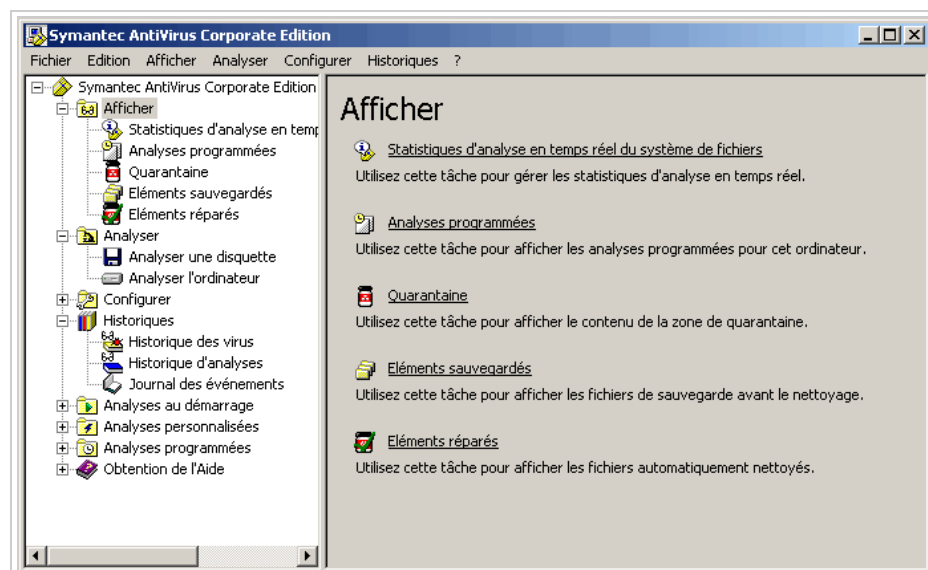 Symantec AntiVirus Corporate Edition
Fichier Edition Afficher Analyser Configurer Historiques ?
Symantec AntiVirus Corporate Edition
Afficher
Statistiques d'analyse en temp
Analyses programmées
Quarantaine
Eléments sauvegardés
Eléments réparés
Analyser
Analyser une disquette
Analyser l'ordinateur
Configurer
Historiques
Historique des virus
Historique d'analyses
Journal des événements
Analyses au démarrage
Analyses personnalisées
Analyses programmées
Obtention de l'Aide
Afficher
Statistiques d'analyse en temps réel du système de fichiers
Utilisez cette tâche pour gérer les statistiques d'analyse en temps réel.
Analyses programmées
Utilisez cette tâche pour afficher les analyses programmées pour cet ordinateur.
Quarantaine
Utilisez cette tâche pour afficher le contenu de la zone de quarantaine.
Eléments sauvegardés
Utilisez cette tâche pour afficher les fichiers de sauvegarde avant le nettoyage.
Eléments réparés
Utilisez cette tâche pour afficher les fichiers automatiquement nettoyés.